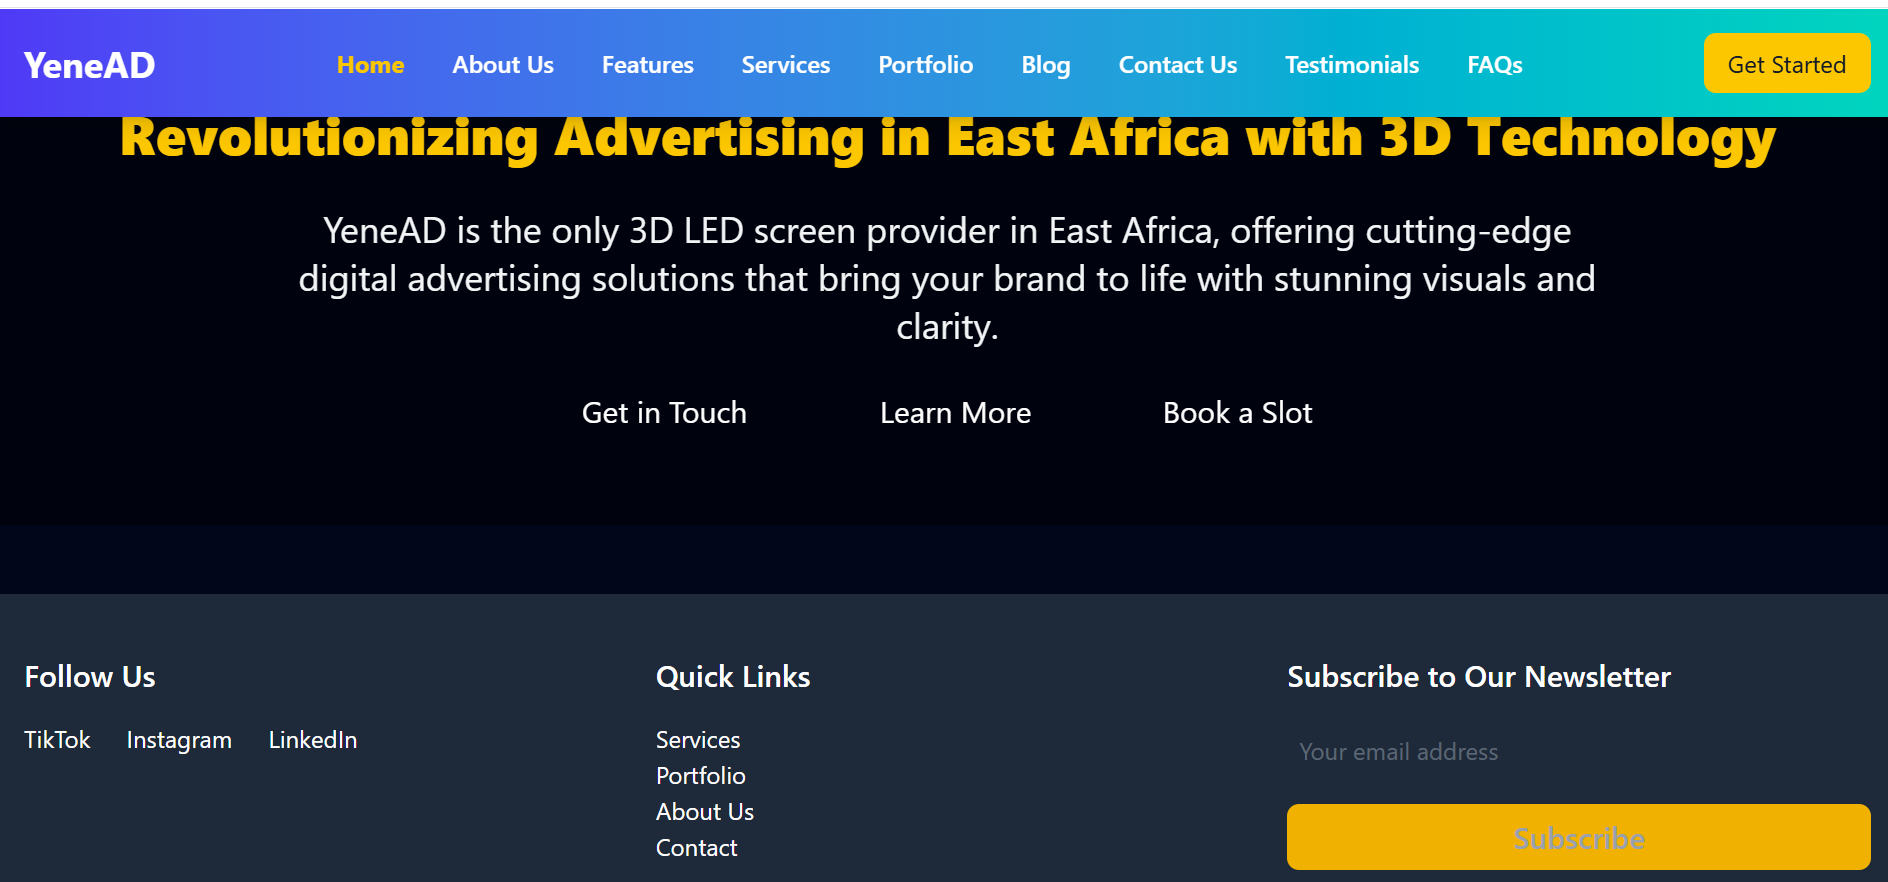 YeneAD
Home About Us Features Services Portfolio Blog Contact Us Testimonials FAQs
Get Started
Revolutionizing Advertising in East Africa with 3D Technology
YeneAD is the only 3D LED screen provider in East Africa, offering cutting-edge
digital advertising solutions that bring your brand to life with stunning visuals and
clarity.
Get in Touch Learn More Book a Slot
Follow Us
TikTok Instagram LinkedIn
Quick Links
Services
Portfolio
About Us
Contact
Subscribe to Our Newsletter
Your email address
Subscribe